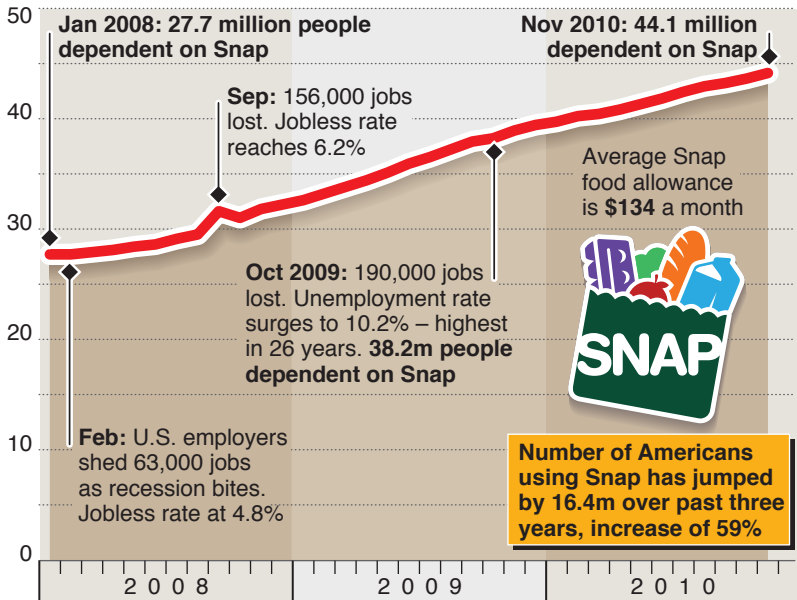 50
Jan 2008: 27.7 million people
dependent on Snap
Nov 2010: 44.1 million
dependent on Snap
Sep: 156,000 jobs
lost. Jobless rate
reaches 6.2%
40
Average Snap
food allowance
is $134 a month
30
Oct 2009: 190,000 jobs
lost. Unemployment rate
surges to 10.2% – highest
in 26 years. 38.2m people
dependent on Snap
SNAP
20
Feb: U.S. employers
shed 63,000 jobs
as recession bites.
Jobless rate at 4.8%
10
Number of Americans
using Snap has jumped
by 16.4m over past three
years, increase of 59%
0
2008
2009
2010